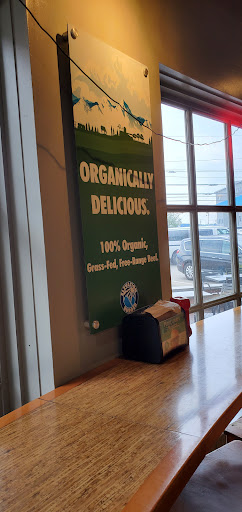 ORGANICALLY
DELICIOUS.
100% Organic,
Grass-Fed, Free-Range Beef.